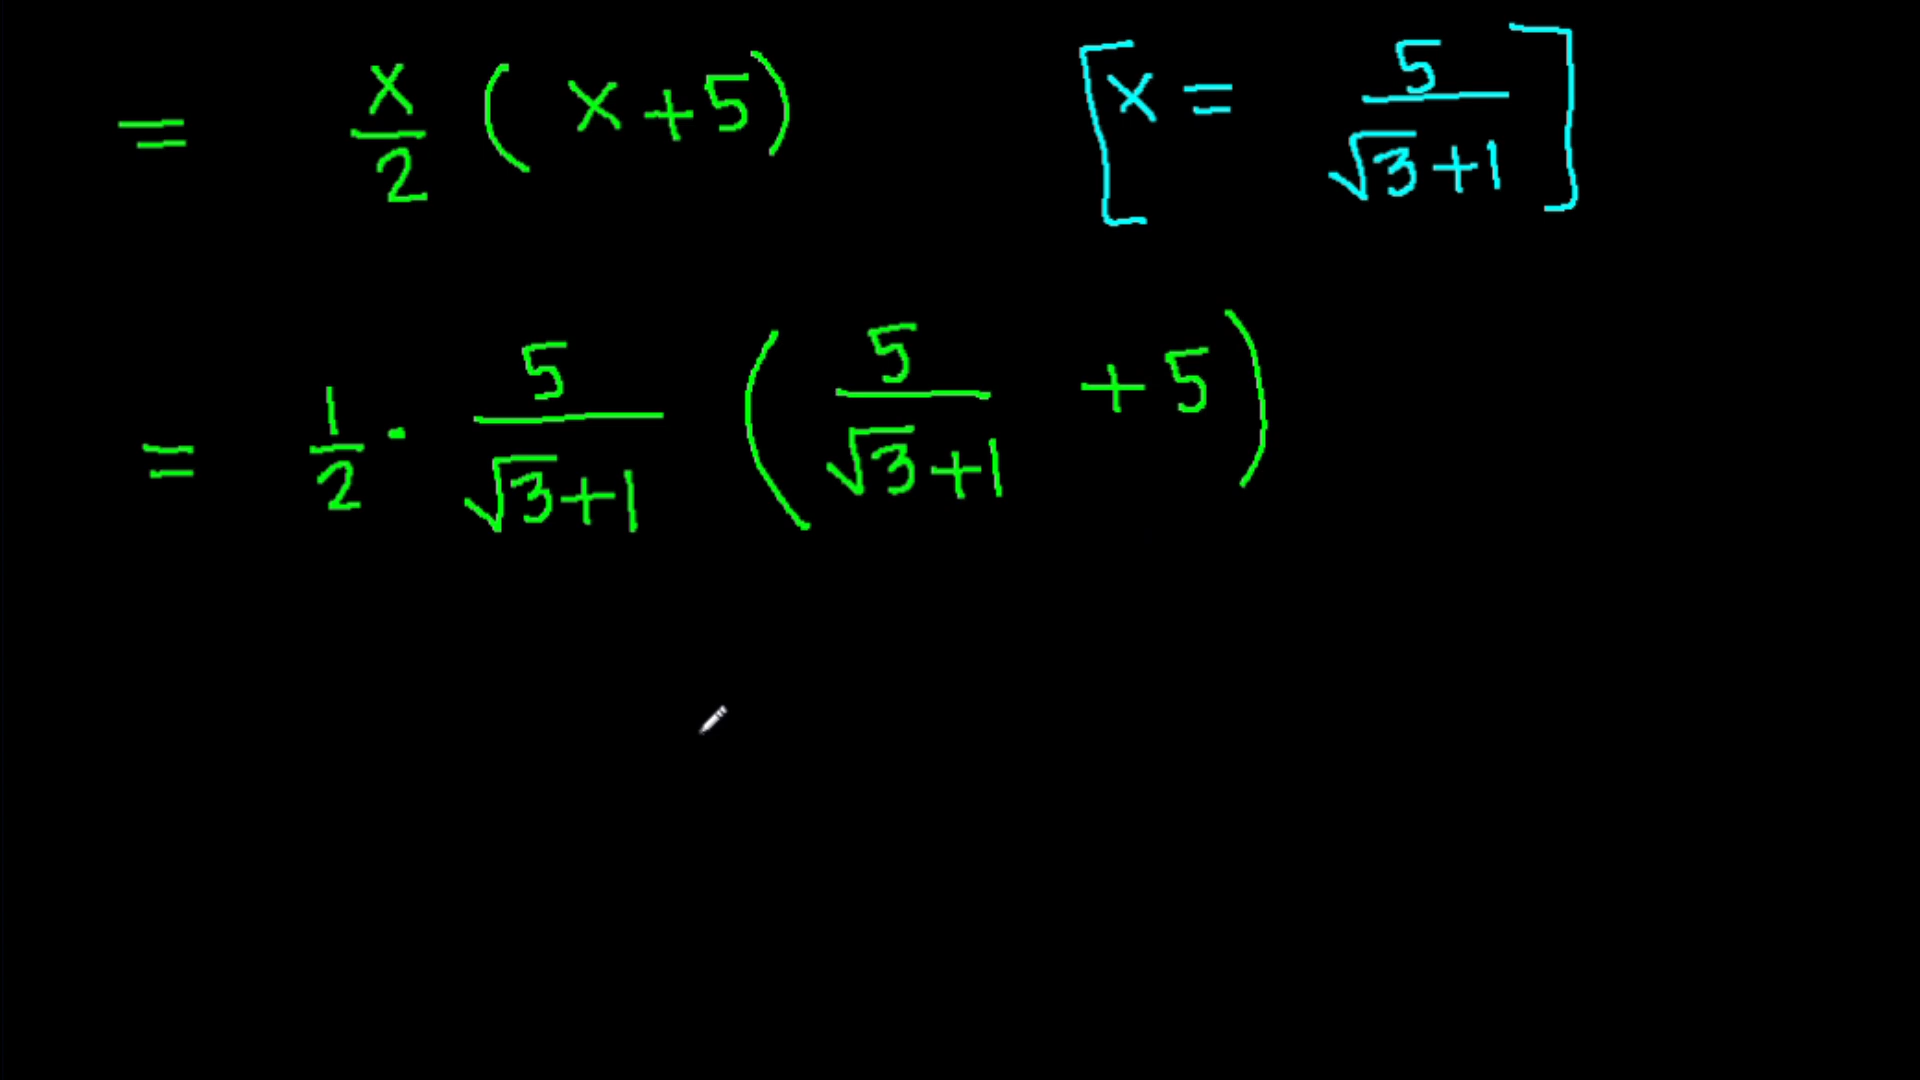 = x/2 ( x+5) [x = 5/(√3+1)]
= 1/2 · 5/(√3+1) ( 5/(√3+1) + 5 )